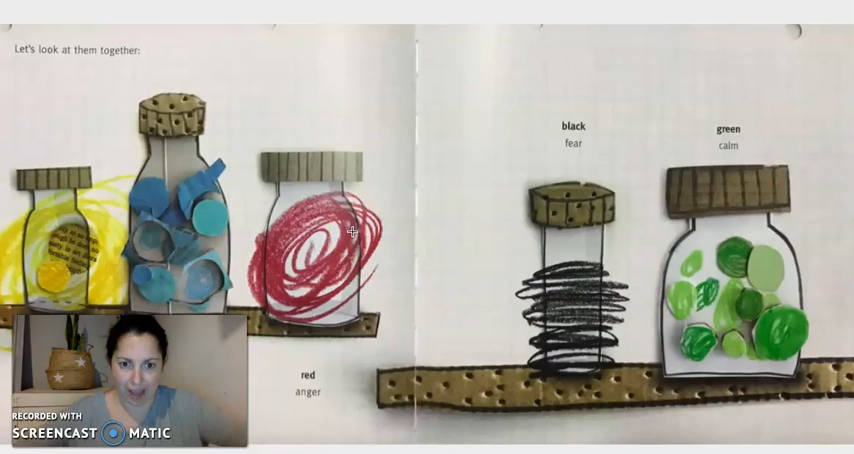 Let's look at them together:
black
fear
green
calm
red
anger
RECORDED WITH
SCREENCAST MATIC